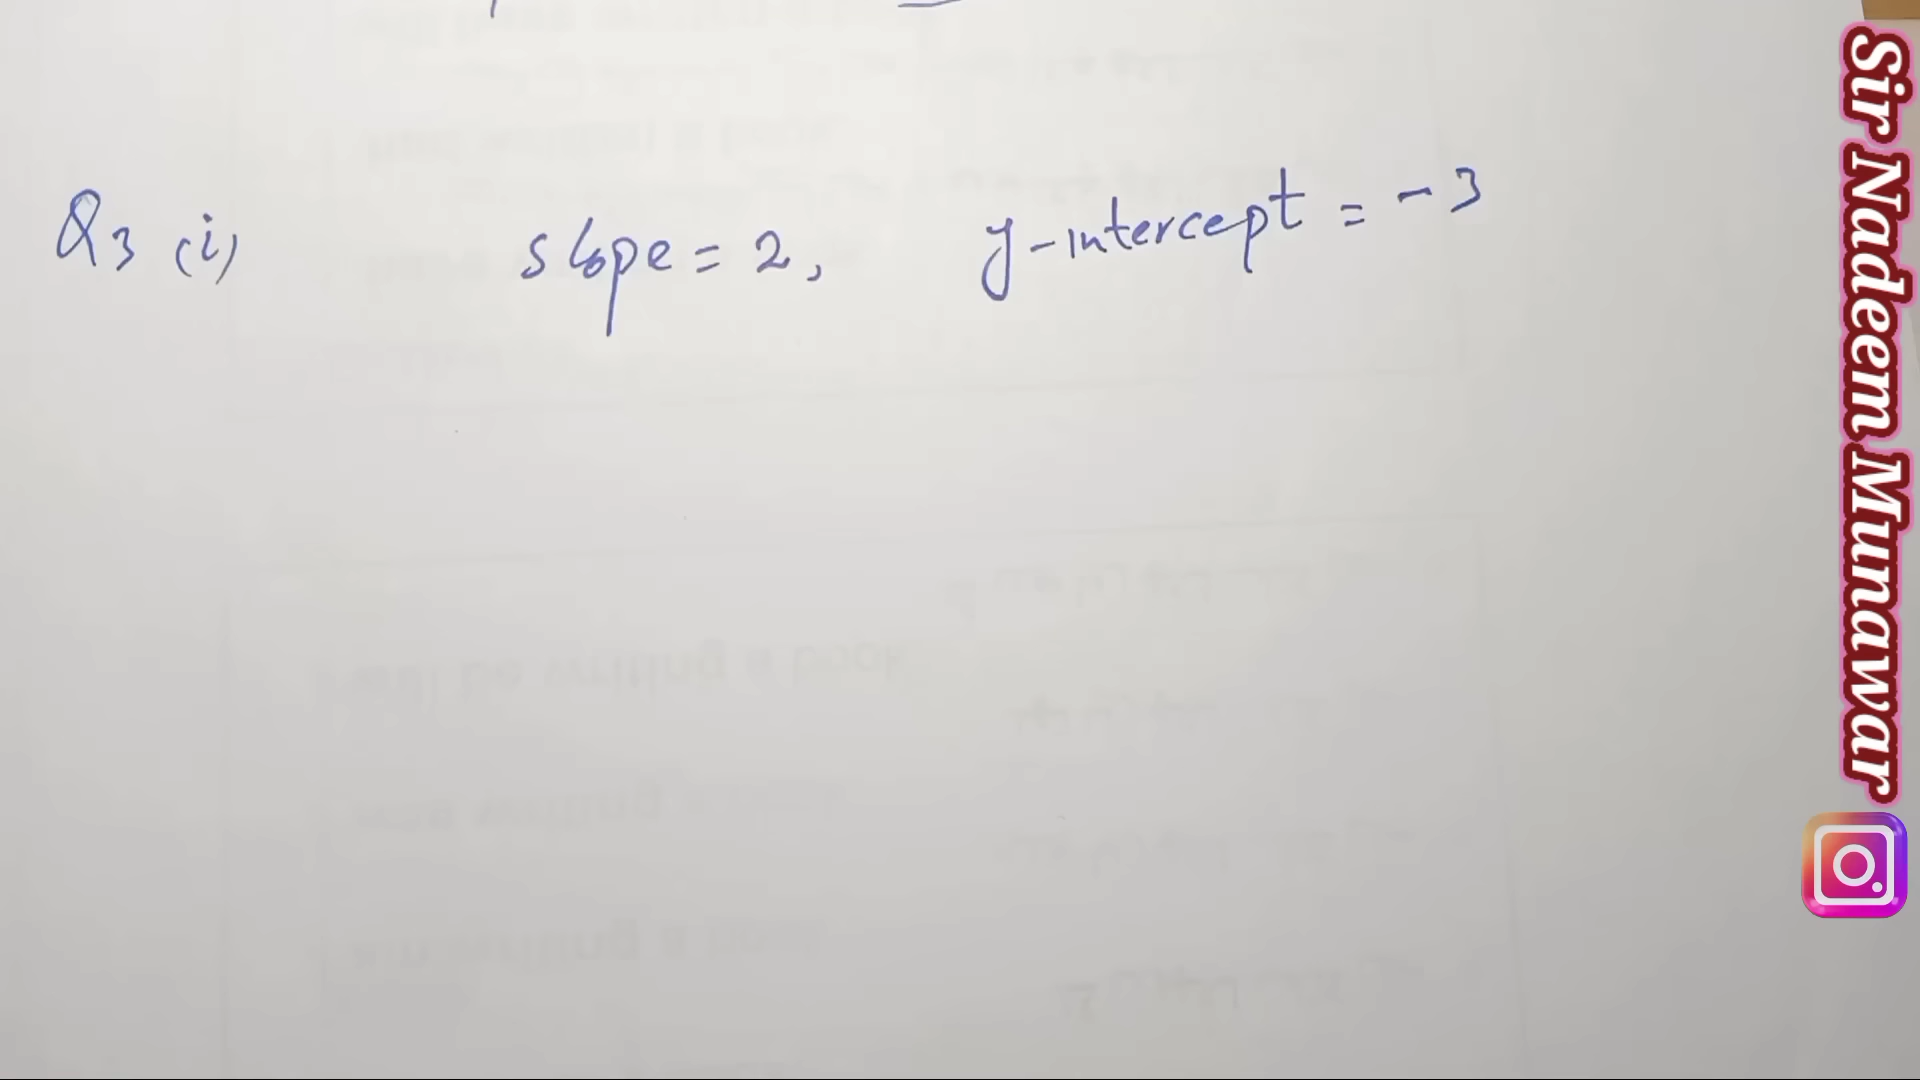 Q3 (i) slope = 2, y-intercept = -3
Sir Nadeem Munawar